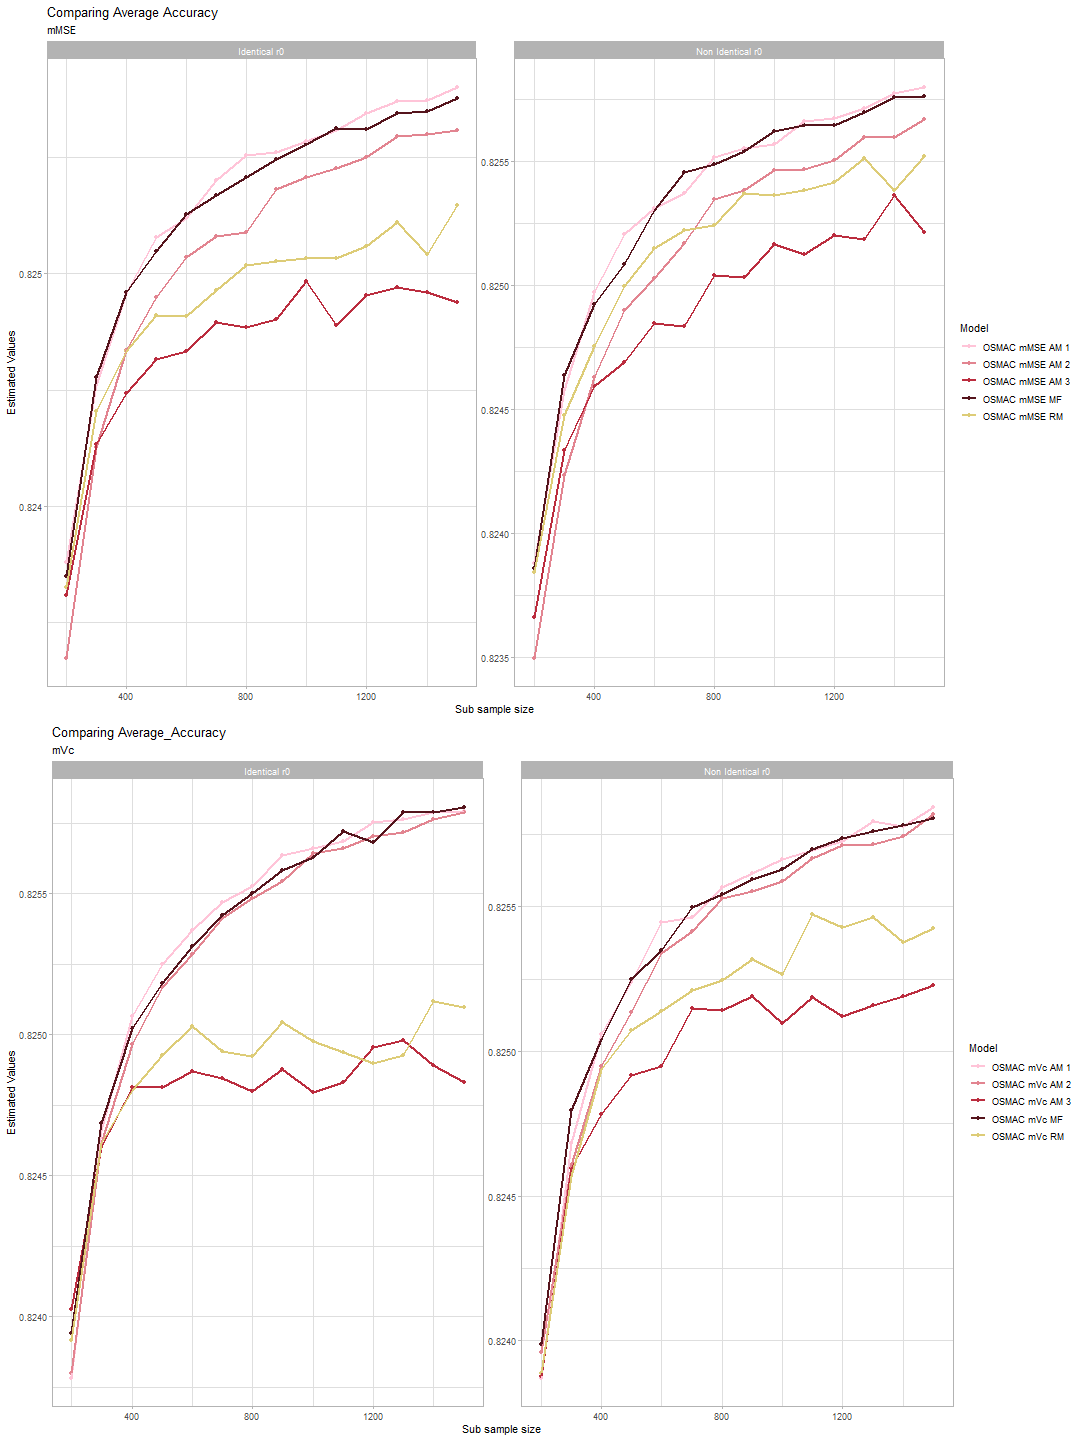 Comparing Average Accuracy
mMSE
Identical r0
Non Identical r0
0.825
0.824
0.8255
0.8250
0.8245
0.8240
0.8235
Estimated Values
400
800
1200
400
800
1200
Sub sample size
Model
OSMAC mMSE AM 1
OSMAC mMSE AM 2
OSMAC mMSE AM 3
OSMAC mMSE MF
OSMAC mMSE RM
Comparing Average_Accuracy
mVc
Identical r0
Non Identical r0
0.8255
0.8250
0.8245
0.8240
0.8255
0.8250
0.8245
0.8240
Estimated Values
400
800
1200
400
800
1200
Sub sample size
Model
OSMAC mVc AM 1
OSMAC mVc AM 2
OSMAC mVc AM 3
OSMAC mVc MF
OSMAC mVc RM